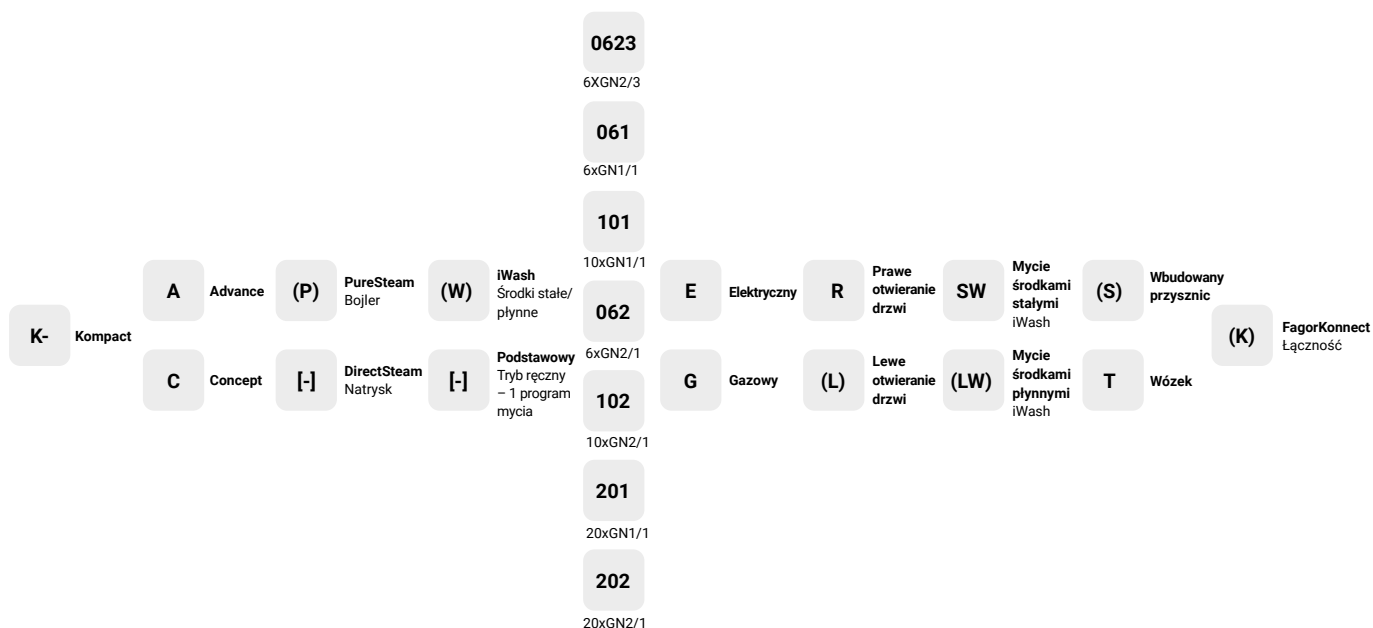 K-
Kompact
A
Advance
C
Concept
(P)
PureSteam
Bojler
[-]
DirectSteam
Natrysk
(W)
iWash
Środki stałe/
płynne
[-]
Podstawowy
Tryb ręczny
– 1 program
mycia
0623
6XGN2/3
061
6xGN1/1
101
10xGN1/1
062
6xGN2/1
102
10xGN2/1
201
20xGN1/1
202
20xGN2/1
E
Elektryczny
G
Gazowy
R
Prawe
otwieranie
drzwi
(L)
Lewe
otwieranie
drzwi
SW
Mycie
środkami
stałymi
iWash
(LW)
Mycie
środkami
płynnymi
iWash
(S)
Wbudowany
przysznic
T
Wózek
(K)
FagorKonnect
Łączność